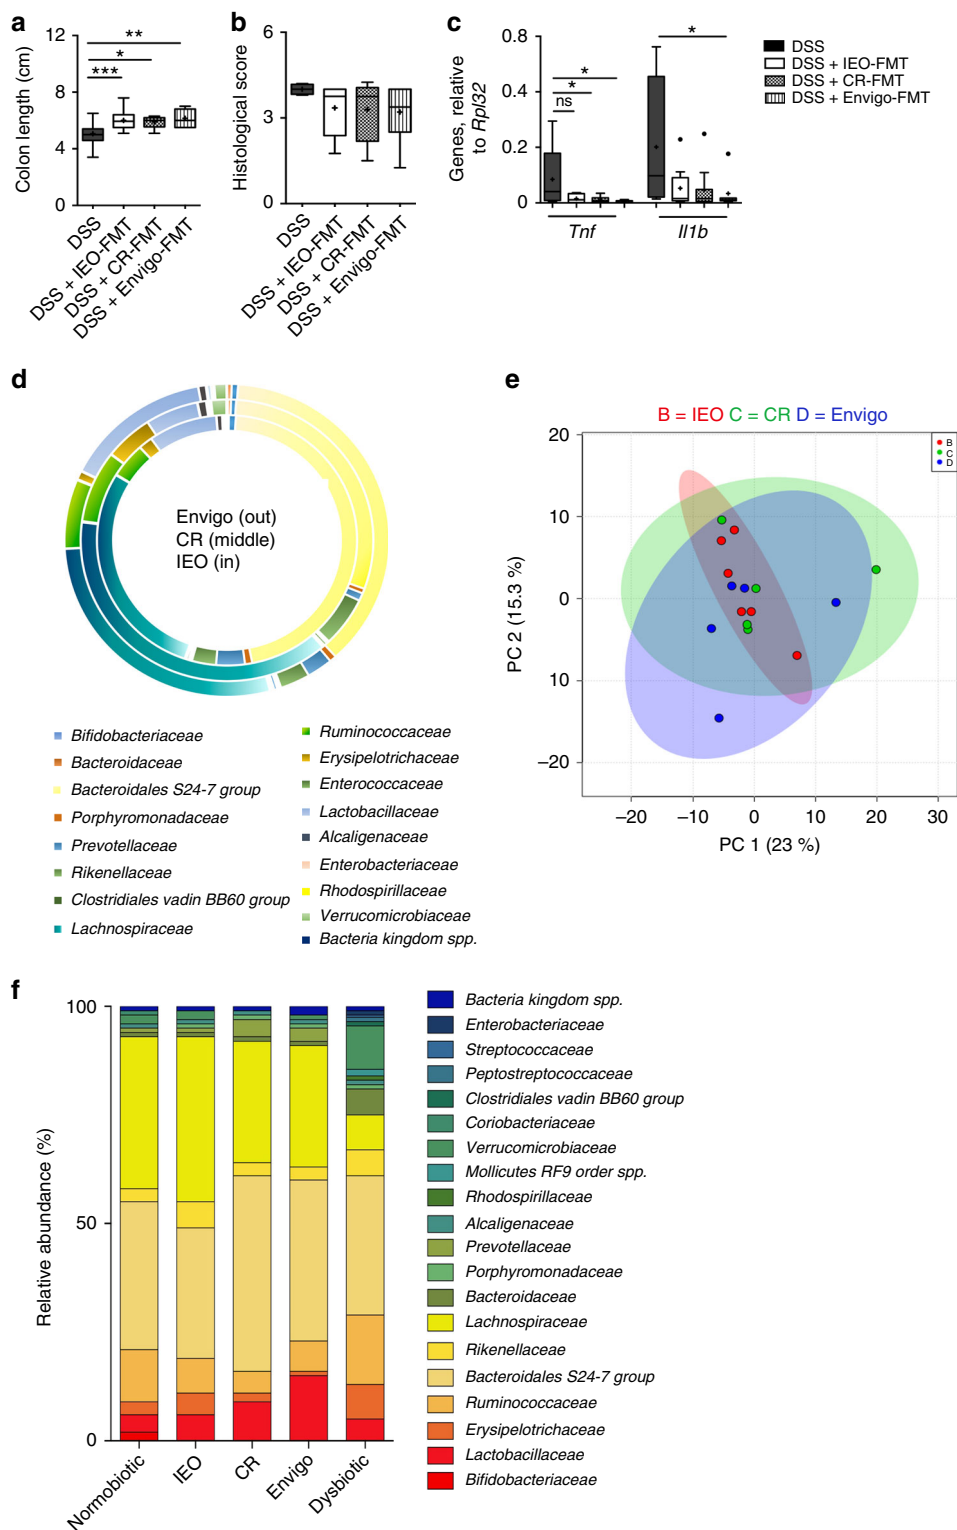 a
Colon length (cm)
12
8
4
0
**
*
***
DSS
DSS + IEO-FMT
DSS + CR-FMT
DSS + Envigo-FMT
b
Histological score
6
3
0
DSS
DSS + IEO-FMT
DSS + CR-FMT
DSS + Envigo-FMT
c
Genes, relative
to Rpl32
0.8
0.4
0.2
0
*
*
ns
*
Tnf
Il1b
DSS
DSS + IEO-FMT
DSS + CR-FMT
DSS + Envigo-FMT
d
Envigo (out)
CR (middle)
IEO (in)
Bifidobacteriaceae
Bacteroidaceae
Bacteroidales S24-7 group
Porphyromonadaceae
Prevotellaceae
Rikenellaceae
Clostridiales vadin BB60 group
Lachnospiraceae
Ruminococcaceae
Erysipelotrichaceae
Enterococcaceae
Lactobacillaceae
Alcaligenaceae
Enterobacteriaceae
Rhodospirillaceae
Verrucomicrobiaceae
Bacteria kingdom spp.
e
B = IEO C = CR D = Envigo
B
C
D
PC 2 (15.3 %)
20
10
0
10
–20
–20
–10
0
10
20
30
PC 1 (23 %)
f
Relative abundance (%)
100
50
0
Normobiotic
IEO
CR
Envigo
Dysbiotic
Bacteria kingdom spp.
Enterobacteriaceae
Streptococcaceae
Peptostreptococcaceae
Clostridiales vadin BB60 group
Coriobacteriaceae
Verrucomicrobiaceae
Mollicutes RF9 order spp.
Rhodospirillaceae
Alcaligenaceae
Prevotellaceae
Porphyromonadaceae
Bacteroidaceae
Lachnospiraceae
Rikenellaceae
Bacteroidales S24-7 group
Ruminococcaceae
Erysipelotrichaceae
Lactobacillaceae
Bifidobacteriaceae